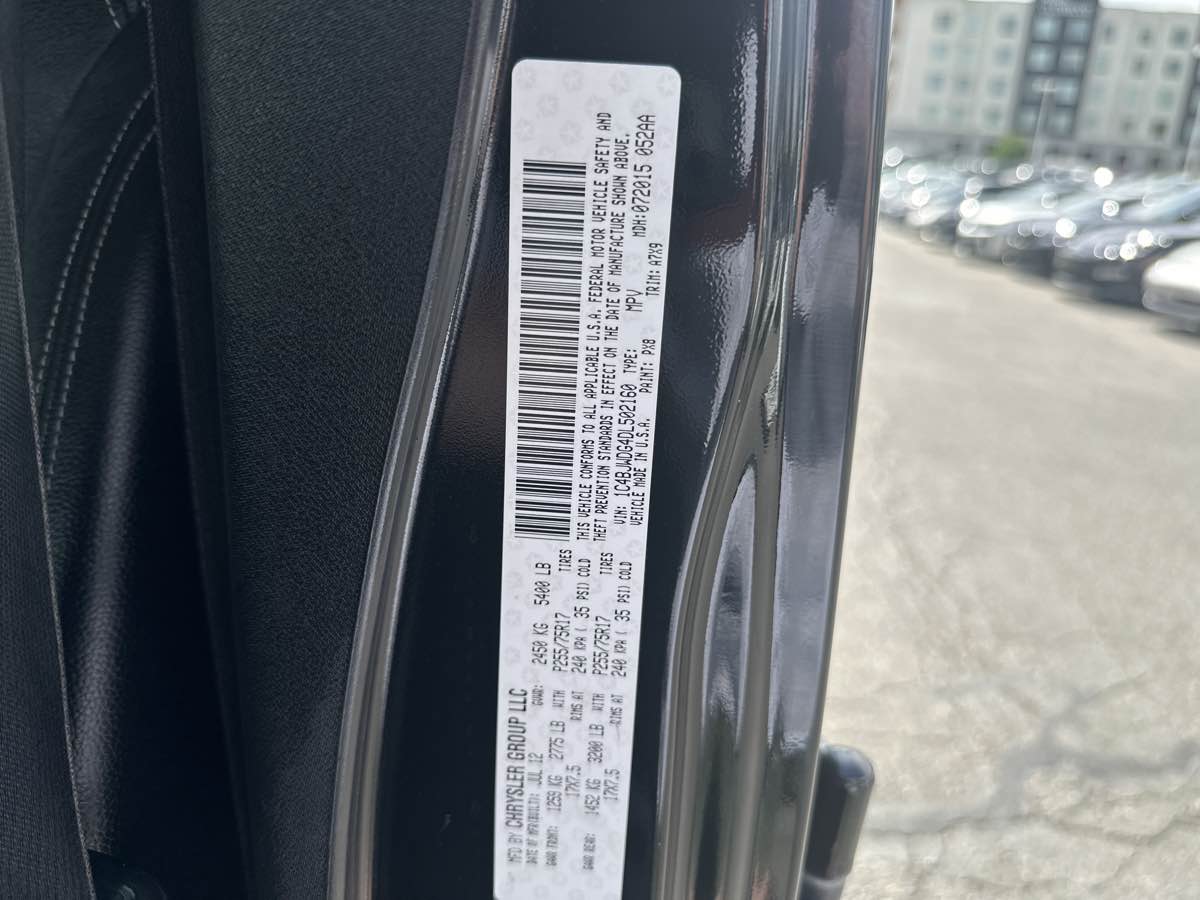 MFD BY CHRYSLER GROUP LLC
DATE OF MFR(BUILT): JUL 12 GVWR: 2450 KG 5400 LB
GAWR FRONT: 1259 KG 2775 LB WITH P255/75R17 TIRES
17X7.5 RIMS AT 240 KPA ( 35 PSI) COLD
GAWR REAR: 1452 KG 3200 LB WITH P255/75R17 TIRES
17X7.5 RIMS AT 240 KPA ( 35 PSI) COLD
THIS VEHICLE CONFORMS TO ALL APPLICABLE U.S.A. FEDERAL MOTOR VEHICLE SAFETY AND
THEFT PREVENTION STANDARDS IN EFFECT ON THE DATE OF MANUFACTURE SHOWN ABOVE.
VIN: 1C4BJWDG4DL502160 TYPE: MPV MDH:072015 052AA
VEHICLE MADE IN U.S.A. PAINT: PX8 TRIM: A7X9